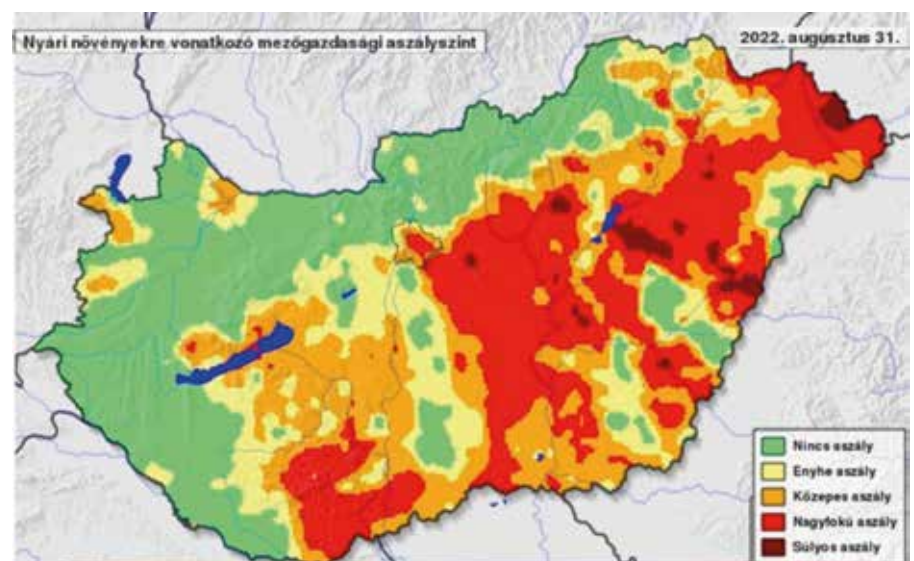 Nyári növényekre vonatkozó mezőgazdasági aszályszint
2022. augusztus 31.
Nincs aszály
Enyhe aszály
Közepes aszály
Nagyfokú aszály
Súlyos aszály